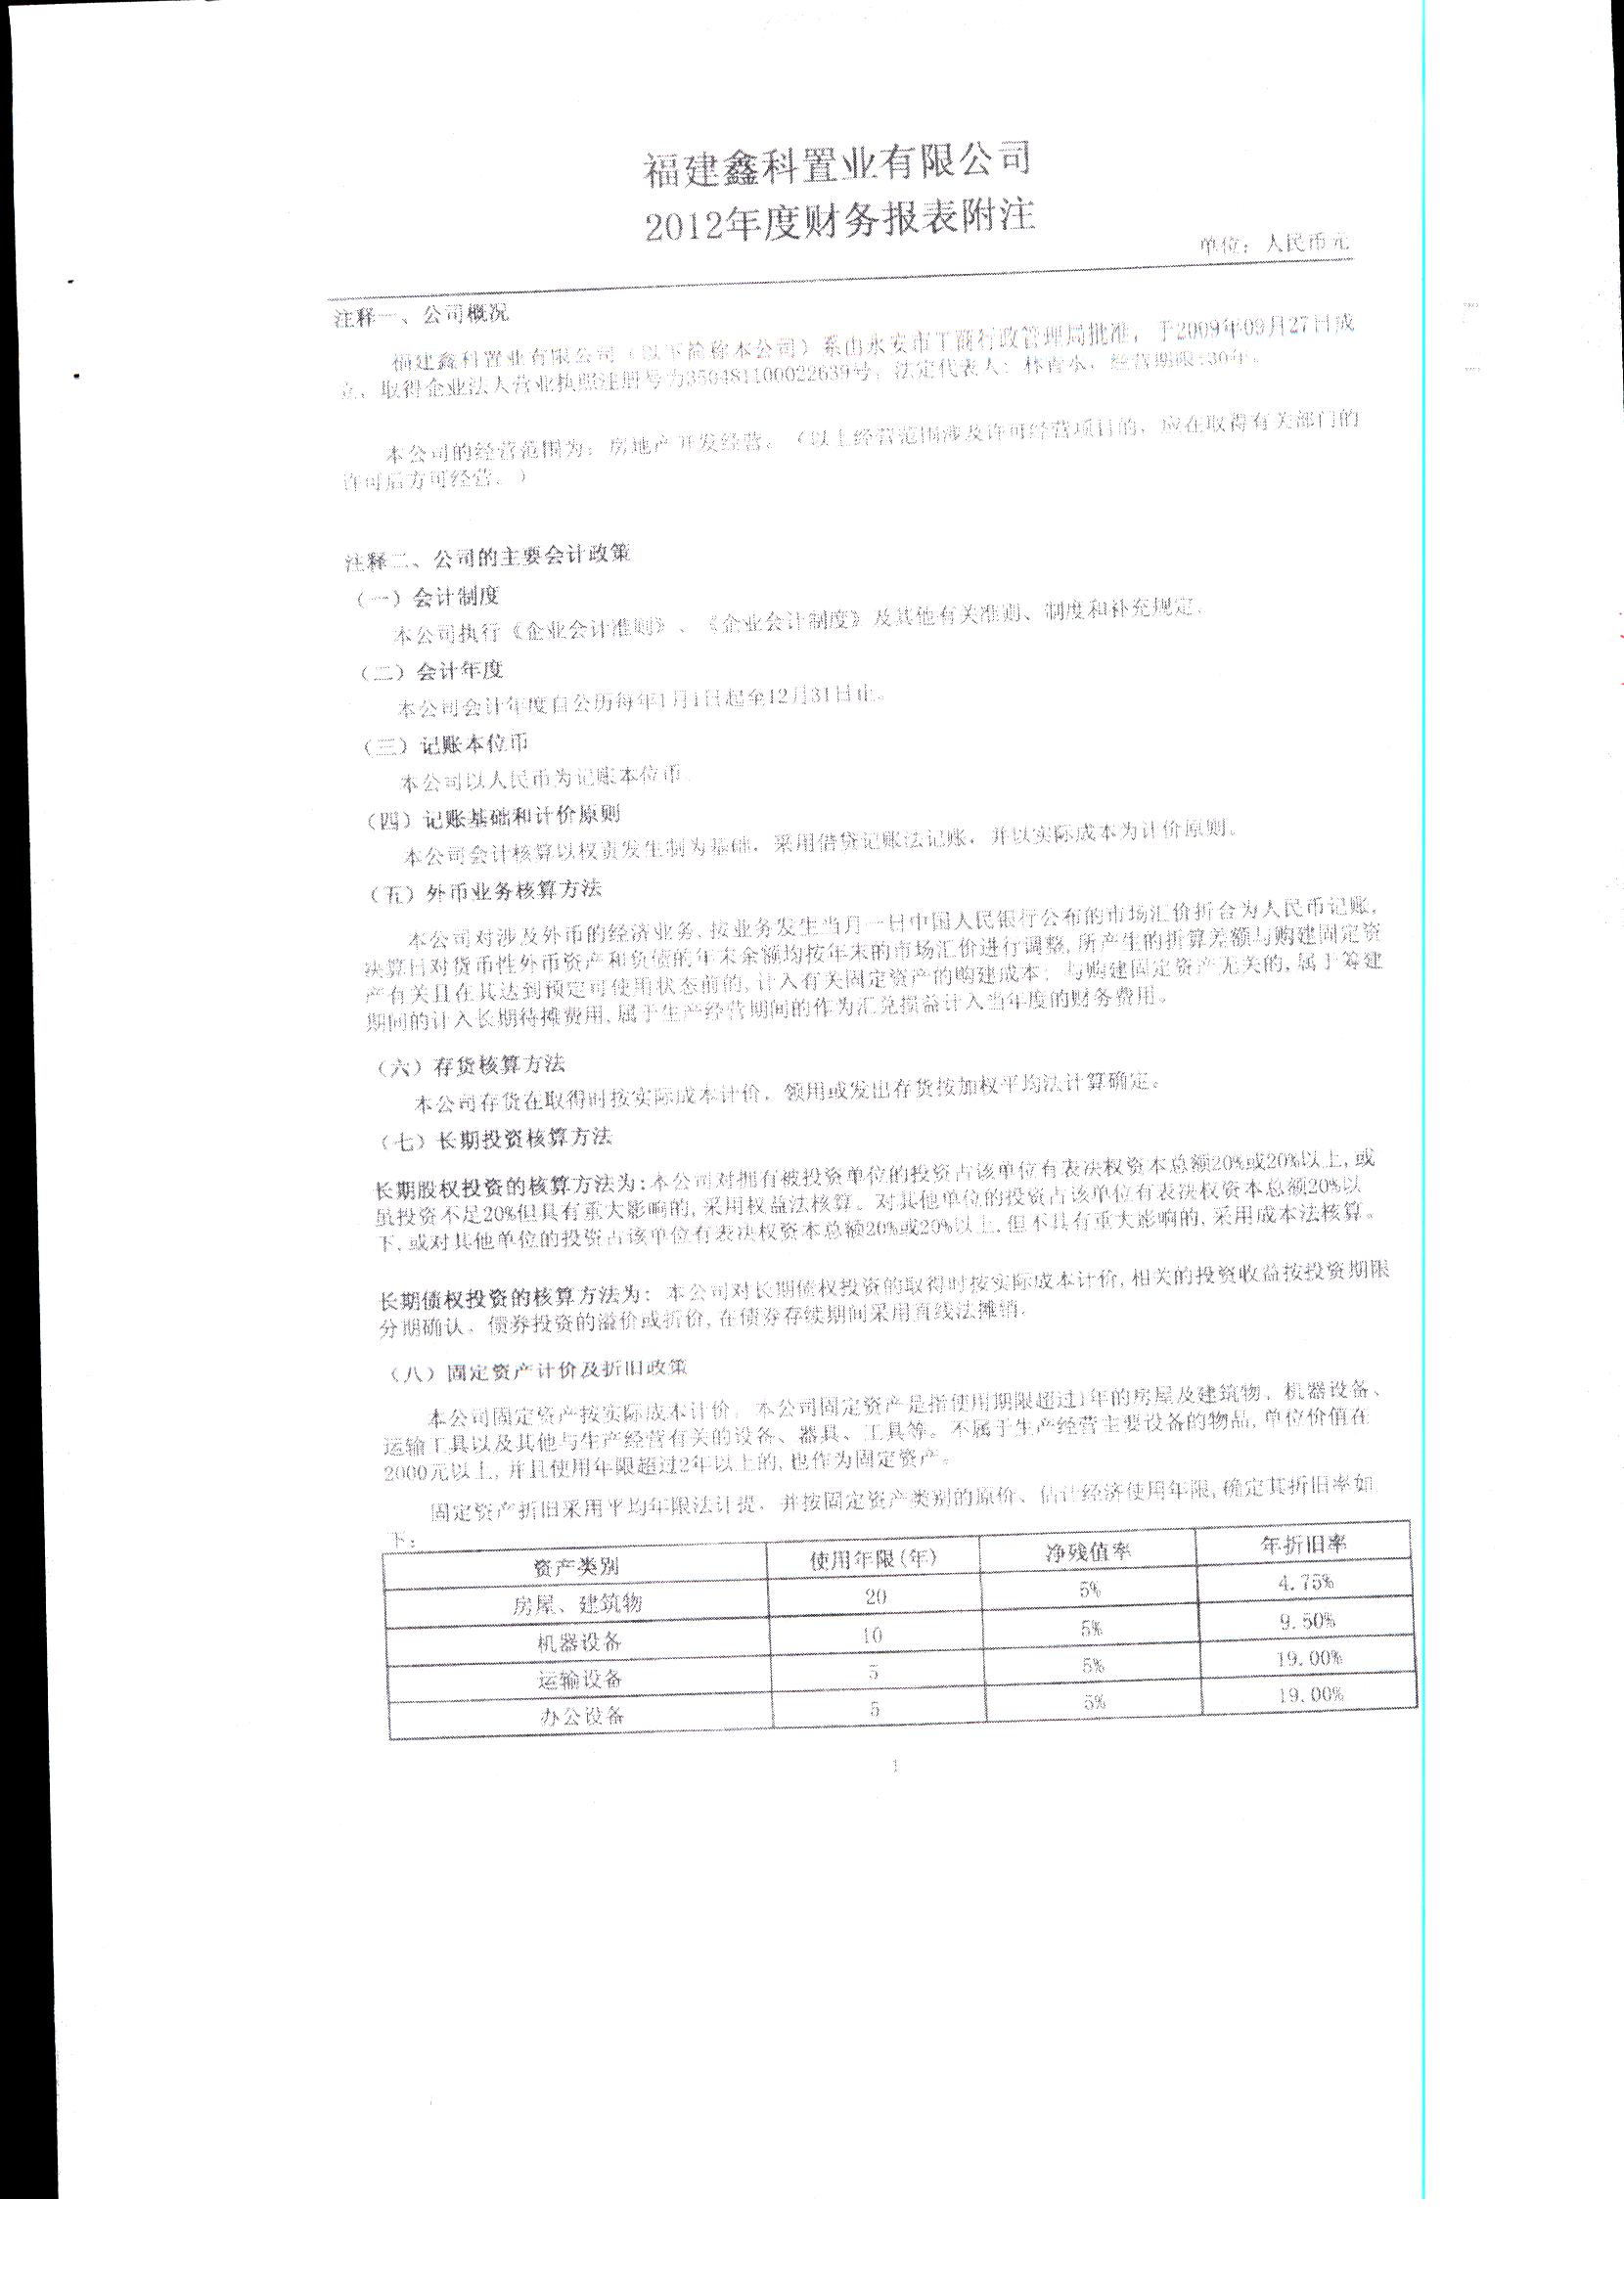 福建鑫科置业有限公司
2012年度财务报表附注
单位：人民币元
注释一、公司概况
福建鑫科置业有限公司（以下简称本公司）系由永安市工商行政管理局批准，于2009年09月27日成
立，取得企业法人营业执照注册号为350481100022639号，法定代表人：林青水，经营期限:30年。
本公司的经营范围为：房地产开发经营。（以上经营范围涉及许可经营项目的，应在取得有关部门的
许可后方可经营。）
注释二、公司的主要会计政策
（一）会计制度
本公司执行《企业会计准则》、《企业会计制度》及其他有关准则、制度和补充规定。
（二）会计年度
本公司会计年度自公历每年1月1日起至12月31日止。
（三）记账本位币
本公司以人民币为记账本位币
（四）记账基础和计价原则
本公司会计核算以权责发生制为基础，采用借贷记账法记账，并以实际成本为计价原则。
（五）外币业务核算方法
本公司对涉及外币的经济业务,按业务发生当月一日中国人民银行公布的市场汇价折合为人民币记账,
决算日对货币性外币资产和负债的年末余额均按年末的市场汇价进行调整,所产生的折算差额与购建固定资
产有关且在其达到预定可使用状态前的,计入有关固定资产的购建成本；与购建固定资产无关的,属于筹建
期间的计入长期待摊费用,属于生产经营期间的作为汇兑损益计入当年度的财务费用。
（六）存货核算方法
本公司存货在取得时按实际成本计价，领用或发出存货按加权平均法计算确定。
（七）长期投资核算方法
长期股权投资的核算方法为:本公司对拥有被投资单位的投资占该单位有表决权资本总额20%或20%以上,或
虽投资不足20%但具有重大影响的,采用权益法核算。对其他单位的投资占该单位有表决权资本总额20%以
下,或对其他单位的投资占该单位有表决权资本总额20%或20%以上,但不具有重大影响的,采用成本法核算。
长期债权投资的核算方法为：本公司对长期债权投资的取得时按实际成本计价,相关的投资收益按投资期限
分期确认。债券投资的溢价或折价,在债券存续期间采用直线法摊销.
（八）固定资产计价及折旧政策
本公司固定资产按实际成本计价。本公司固定资产是指使用期限超过1年的房屋及建筑物、机器设备、
运输工具以及其他与生产经营有关的设备、器具、工具等。不属于生产经营主要设备的物品,单位价值在
2000元以上,并且使用年限超过2年以上的,也作为固定资产。
固定资产折旧采用平均年限法计提，并按固定资产类别的原价、估计经济使用年限,确定其折旧率如
下：
资产类别 使用年限(年) 净残值率 年折旧率
房屋、建筑物 20 5% 4.75%
机器设备 10 5% 9.50%
运输设备 5 5% 19.00%
办公设备 5 5% 19.00%
1